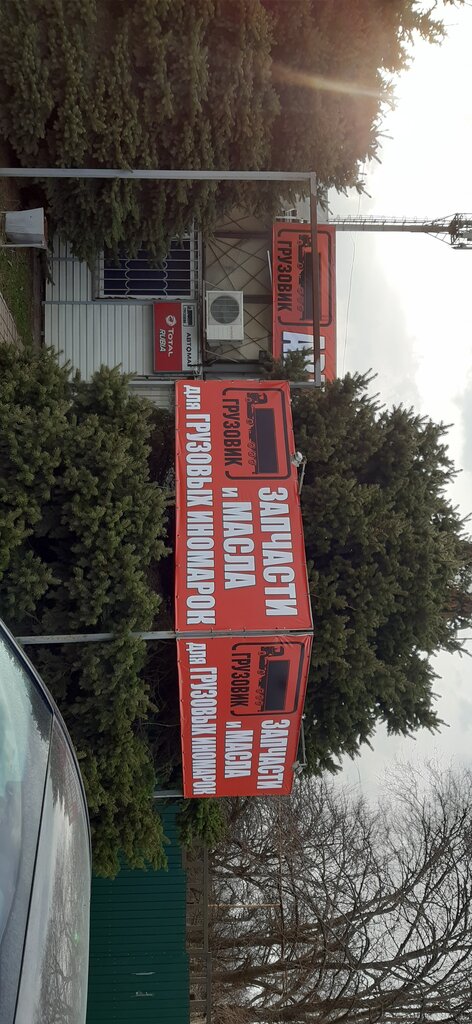 ГРУЗОВИК
TOTAL
RUBIA
ГРУЗОВИК
ЗАПЧАСТИ
и МАСЛА
для ГРУЗОВЫХ ИНОМАРОК
ГРУЗОВИК
ЗАПЧАСТИ
и МАСЛА
для ГРУЗОВЫХ ИНОМАРОК